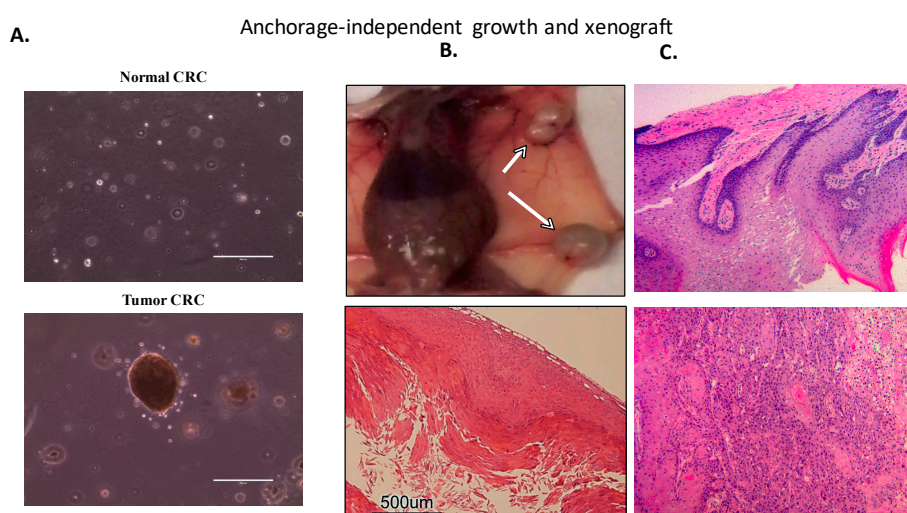 Anchorage-independent growth and xenograft
A.
B.
C.
Normal CRC
Tumor CRC
500um